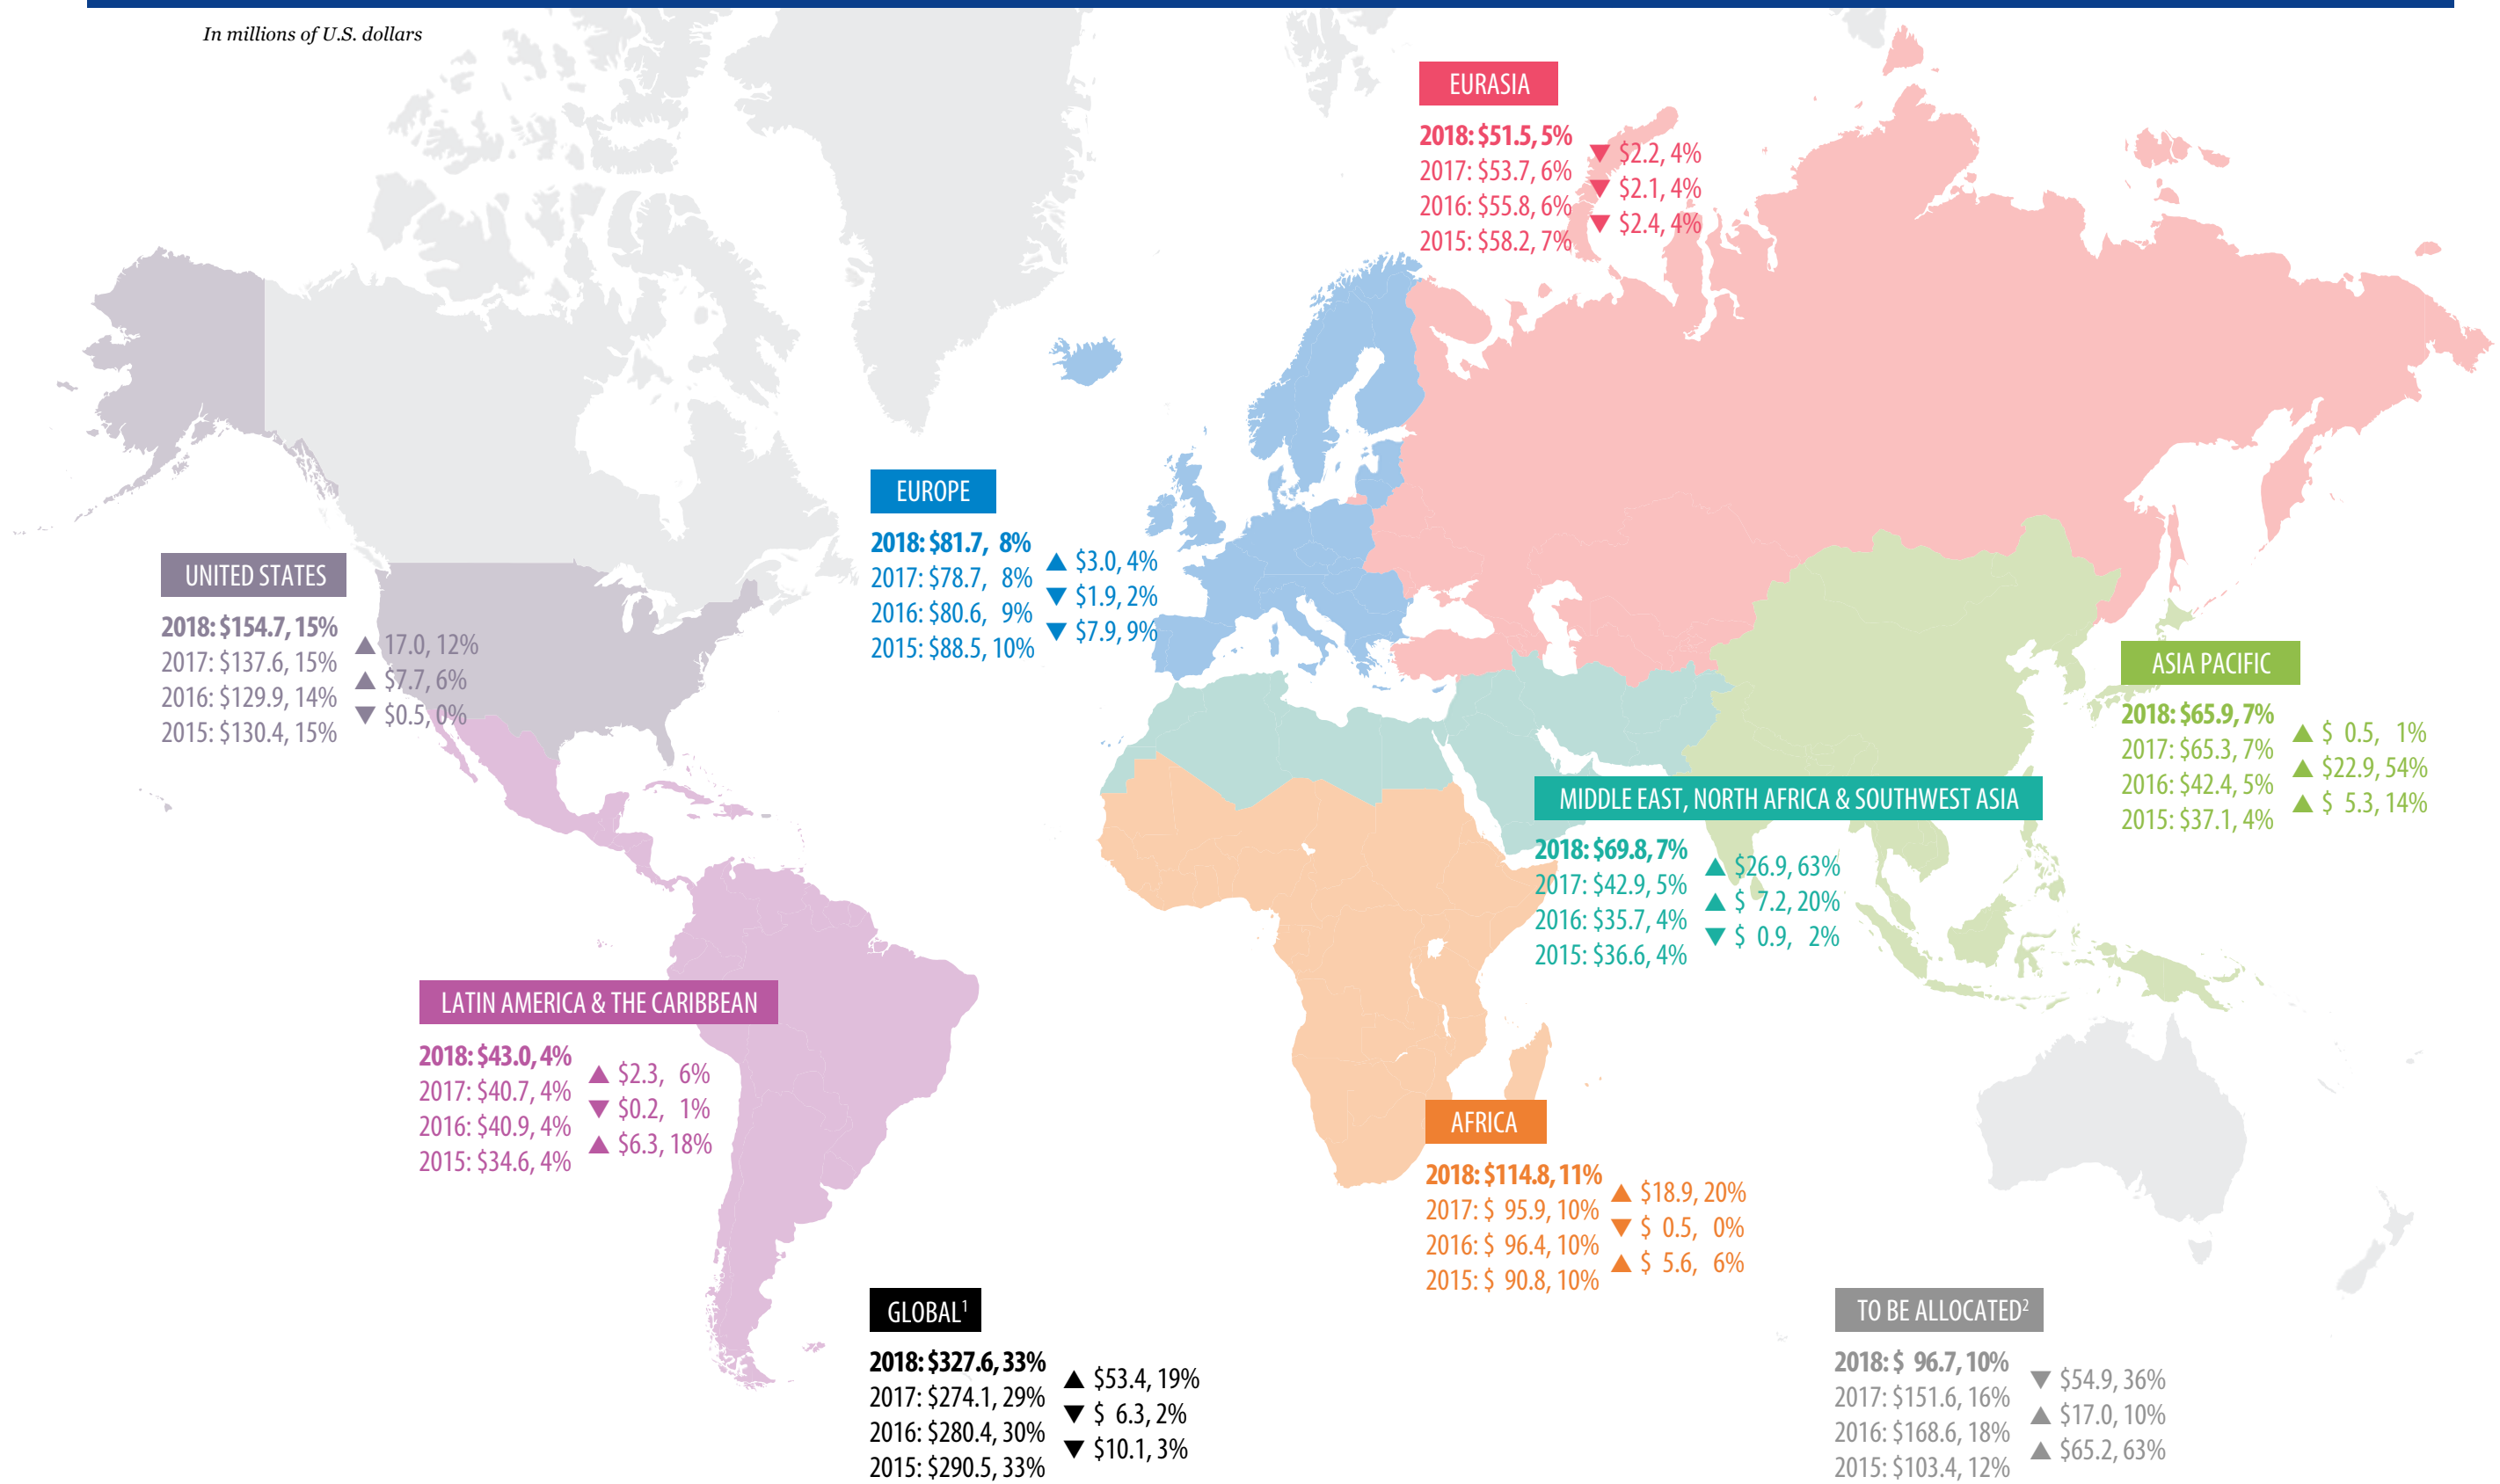 In millions of U.S. dollars
EURASIA
2018: $51.5, 5%
2017: $53.7, 6%
2016: $55.8, 6%
2015: $58.2, 7%
▼ $2.2, 4%
▼ $2.1, 4%
▼ $2.4, 4%
EUROPE
2018: $81.7, 8%
2017: $78.7, 8%
2016: $80.6, 9%
2015: $88.5, 10%
▲ $3.0, 4%
▼ $1.9, 2%
▼ $7.9, 9%
UNITED STATES
2018: $154.7, 15%
2017: $137.6, 15%
2016: $129.9, 14%
2015: $130.4, 15%
▲ 17.0, 12%
▲ $7.7, 6%
▼ $0.5, 0%
ASIA PACIFIC
2018: $65.9, 7%
2017: $65.3, 7%
2016: $42.4, 5%
2015: $37.1, 4%
▲ $ 0.5, 1%
▲ $22.9, 54%
▲ $ 5.3, 14%
MIDDLE EAST, NORTH AFRICA & SOUTHWEST ASIA
2018: $69.8, 7%
2017: $42.9, 5%
2016: $35.7, 4%
2015: $36.6, 4%
▲ $26.9, 63%
▲ $ 7.2, 20%
▼ $ 0.9, 2%
LATIN AMERICA & THE CARIBBEAN
2018: $43.0, 4%
2017: $40.7, 4%
2016: $40.9, 4%
2015: $34.6, 4%
▲ $2.3, 6%
▼ $0.2, 1%
▲ $6.3, 18%
AFRICA
2018: $114.8, 11%
2017: $ 95.9, 10%
2016: $ 96.4, 10%
2015: $ 90.8, 10%
▲ $18.9, 20%
▼ $ 0.5, 0%
▲ $ 5.6, 6%
GLOBAL1
2018: $327.6, 33%
2017: $274.1, 29%
2016: $280.4, 30%
2015: $290.5, 33%
▲ $53.4, 19%
▼ $ 6.3, 2%
▼ $10.1, 3%
TO BE ALLOCATED2
2018: $ 96.7, 10%
2017: $151.6, 16%
2016: $168.6, 18%
2015: $103.4, 12%
▼ $54.9, 36%
▲ $17.0, 10%
▲ $65.2, 63%